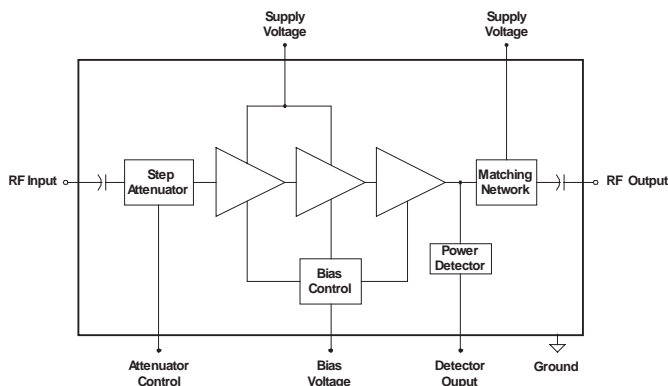 Supply
Voltage
Supply
Voltage
RF Input
Step
Attenuator
Matching
Network
RF Output
Power
Detector
Bias
Control
Attenuator
Control
Bias
Voltage
Detector
Ouput
Ground